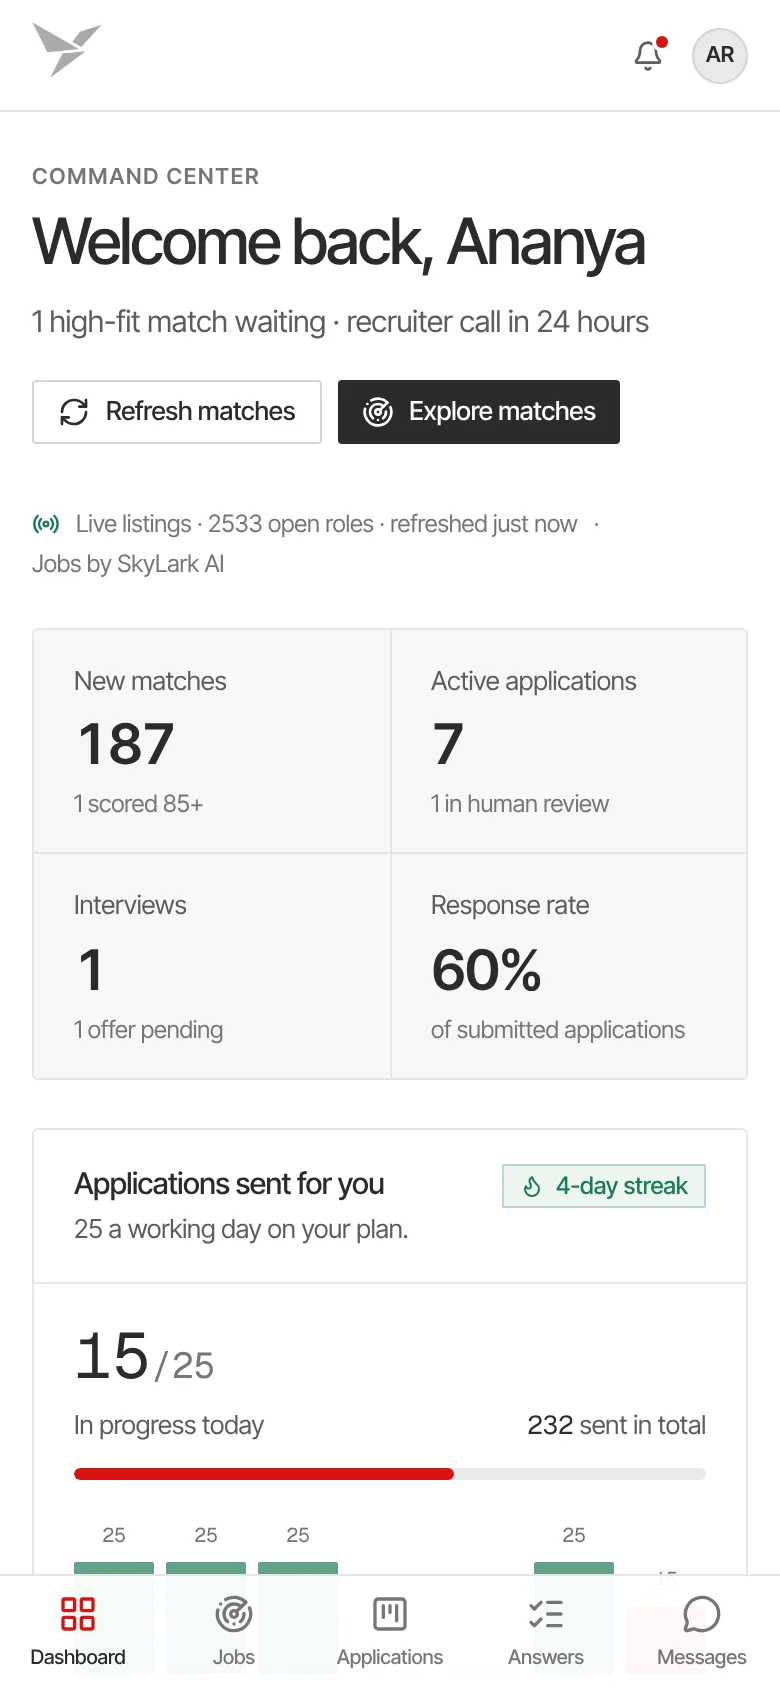 AR
COMMAND CENTER
Welcome back, Ananya
1 high-fit match waiting · recruiter call in 24 hours
Refresh matches
Explore matches
Live listings · 2533 open roles · refreshed just now ·
Jobs by SkyLark AI
New matches
187
1 scored 85+
Active applications
7
1 in human review
Interviews
1
1 offer pending
Response rate
60%
of submitted applications
Applications sent for you
4-day streak
25 a working day on your plan.
15 / 25
In progress today
232 sent in total
25 25 25 25
15
Dashboard
Jobs
Applications
Answers
Messages